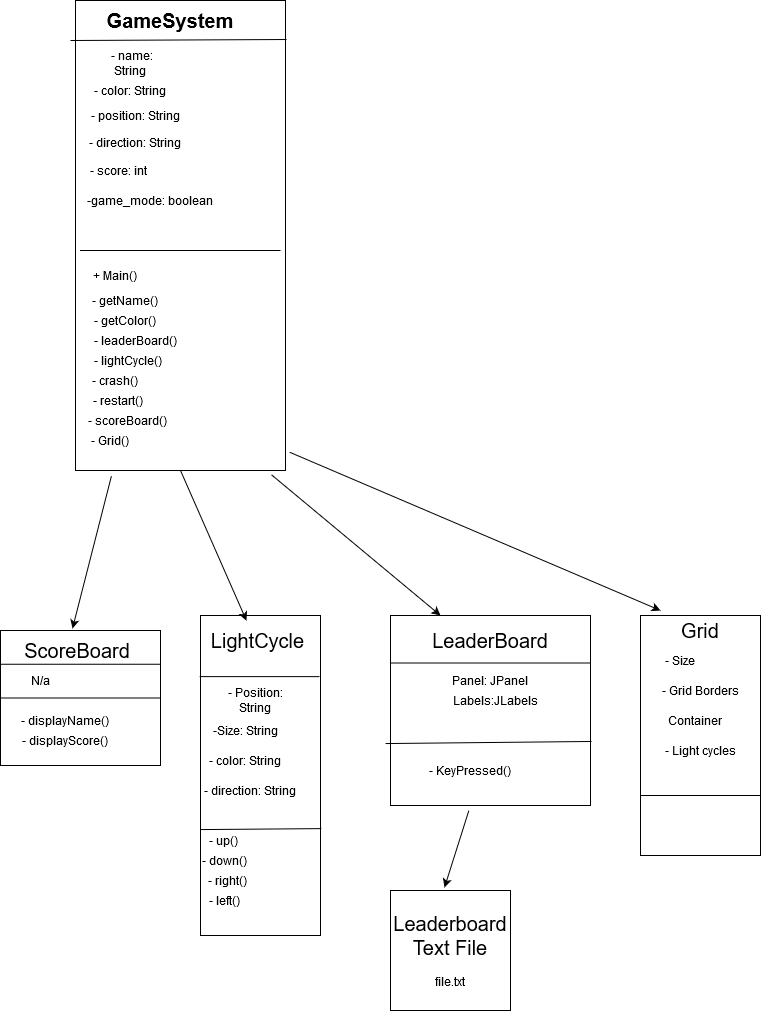 GameSystem
- name:
String
- color: String
- position: String
- direction: String
- score: int
-game_mode: boolean
+ Main()
- getName()
- getColor()
- leaderBoard()
- lightCycle()
- crash()
- restart()
- scoreBoard()
- Grid()
ScoreBoard
N/a
- displayName()
- displayScore()
LightCycle
- Position:
String
-Size: String
- color: String
- direction: String
- up()
- down()
- right()
- left()
LeaderBoard
Panel: JPanel
Labels:JLabels
- KeyPressed()
Leaderboard
Text File
file.txt
Grid
- Size
- Grid Borders
Container
- Light cycles